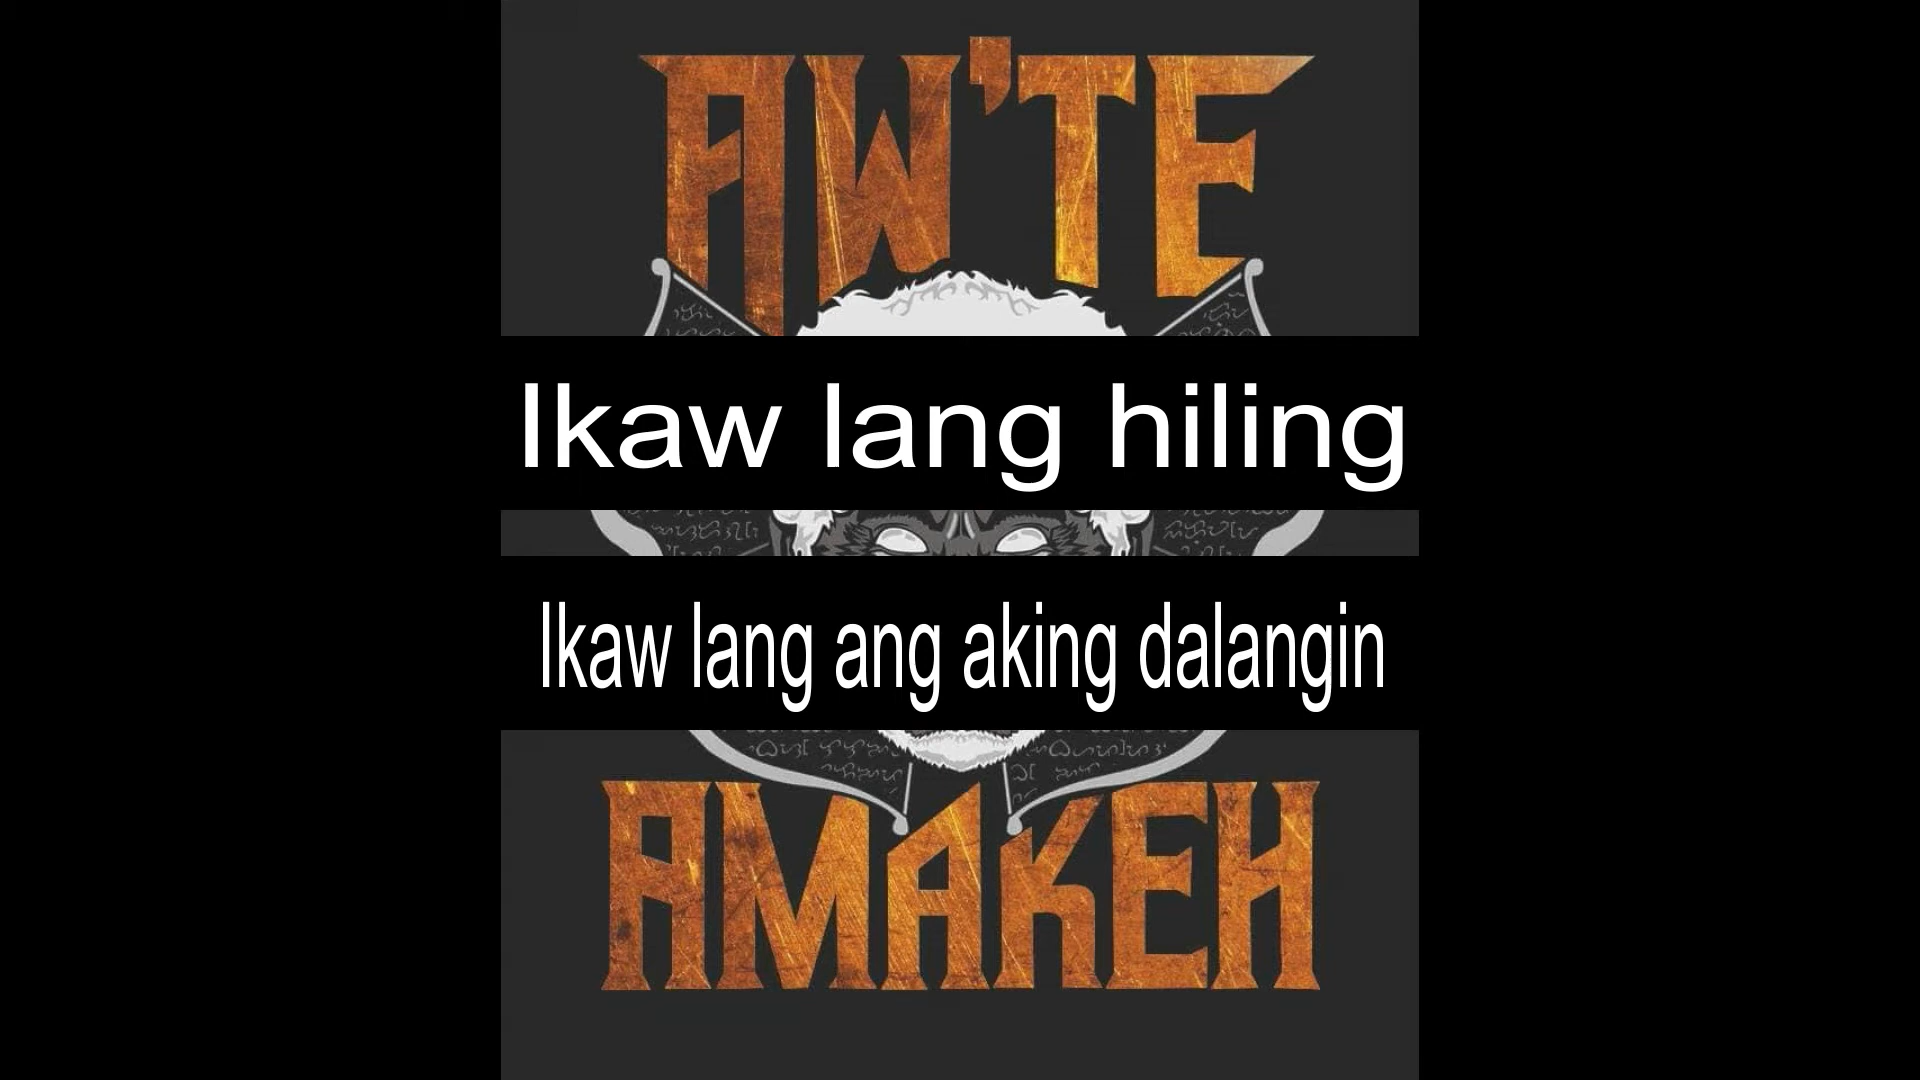 AW'TE
Ikaw lang hiling
Ikaw lang ang aking dalangin
AMAKEH